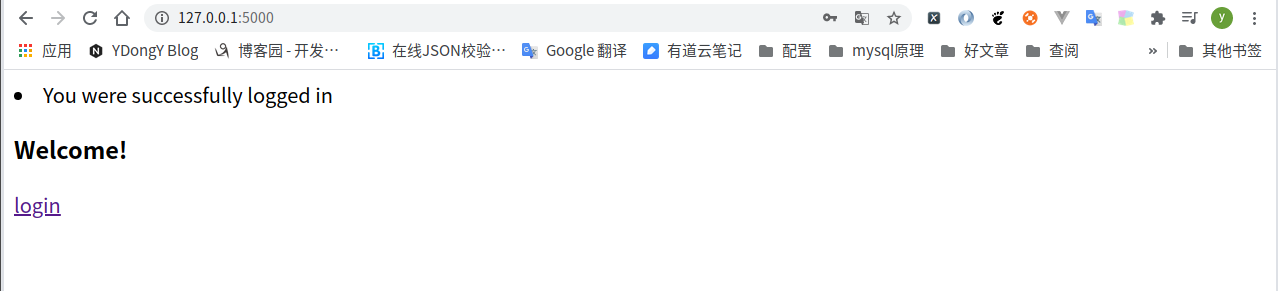 127.0.0.1:5000
y
应用 YDongY Blog 博客园 - 开发… 在线JSON校验… Google 翻译 有道云笔记 配置 mysql原理 好文章 查阅 » 其他书签
• You were successfully logged in
Welcome!
login